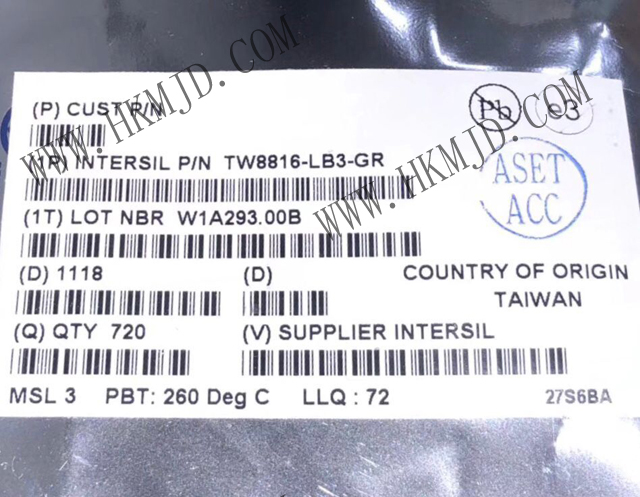 (P) CUST P/N
Pb
e3
(1P) INTERSIL P/N TW8816-LB3-GR
ASET
ACC
(1T) LOT NBR W1A293.00B
(D) 1118
(D)
COUNTRY OF ORIGIN
TAIWAN
(Q) QTY 720
(V) SUPPLIER INTERSIL
MSL 3 PBT: 260 Deg C LLQ : 72
27S6BA
WWW.HKMJD.COM
WWW.HKMJD.COM